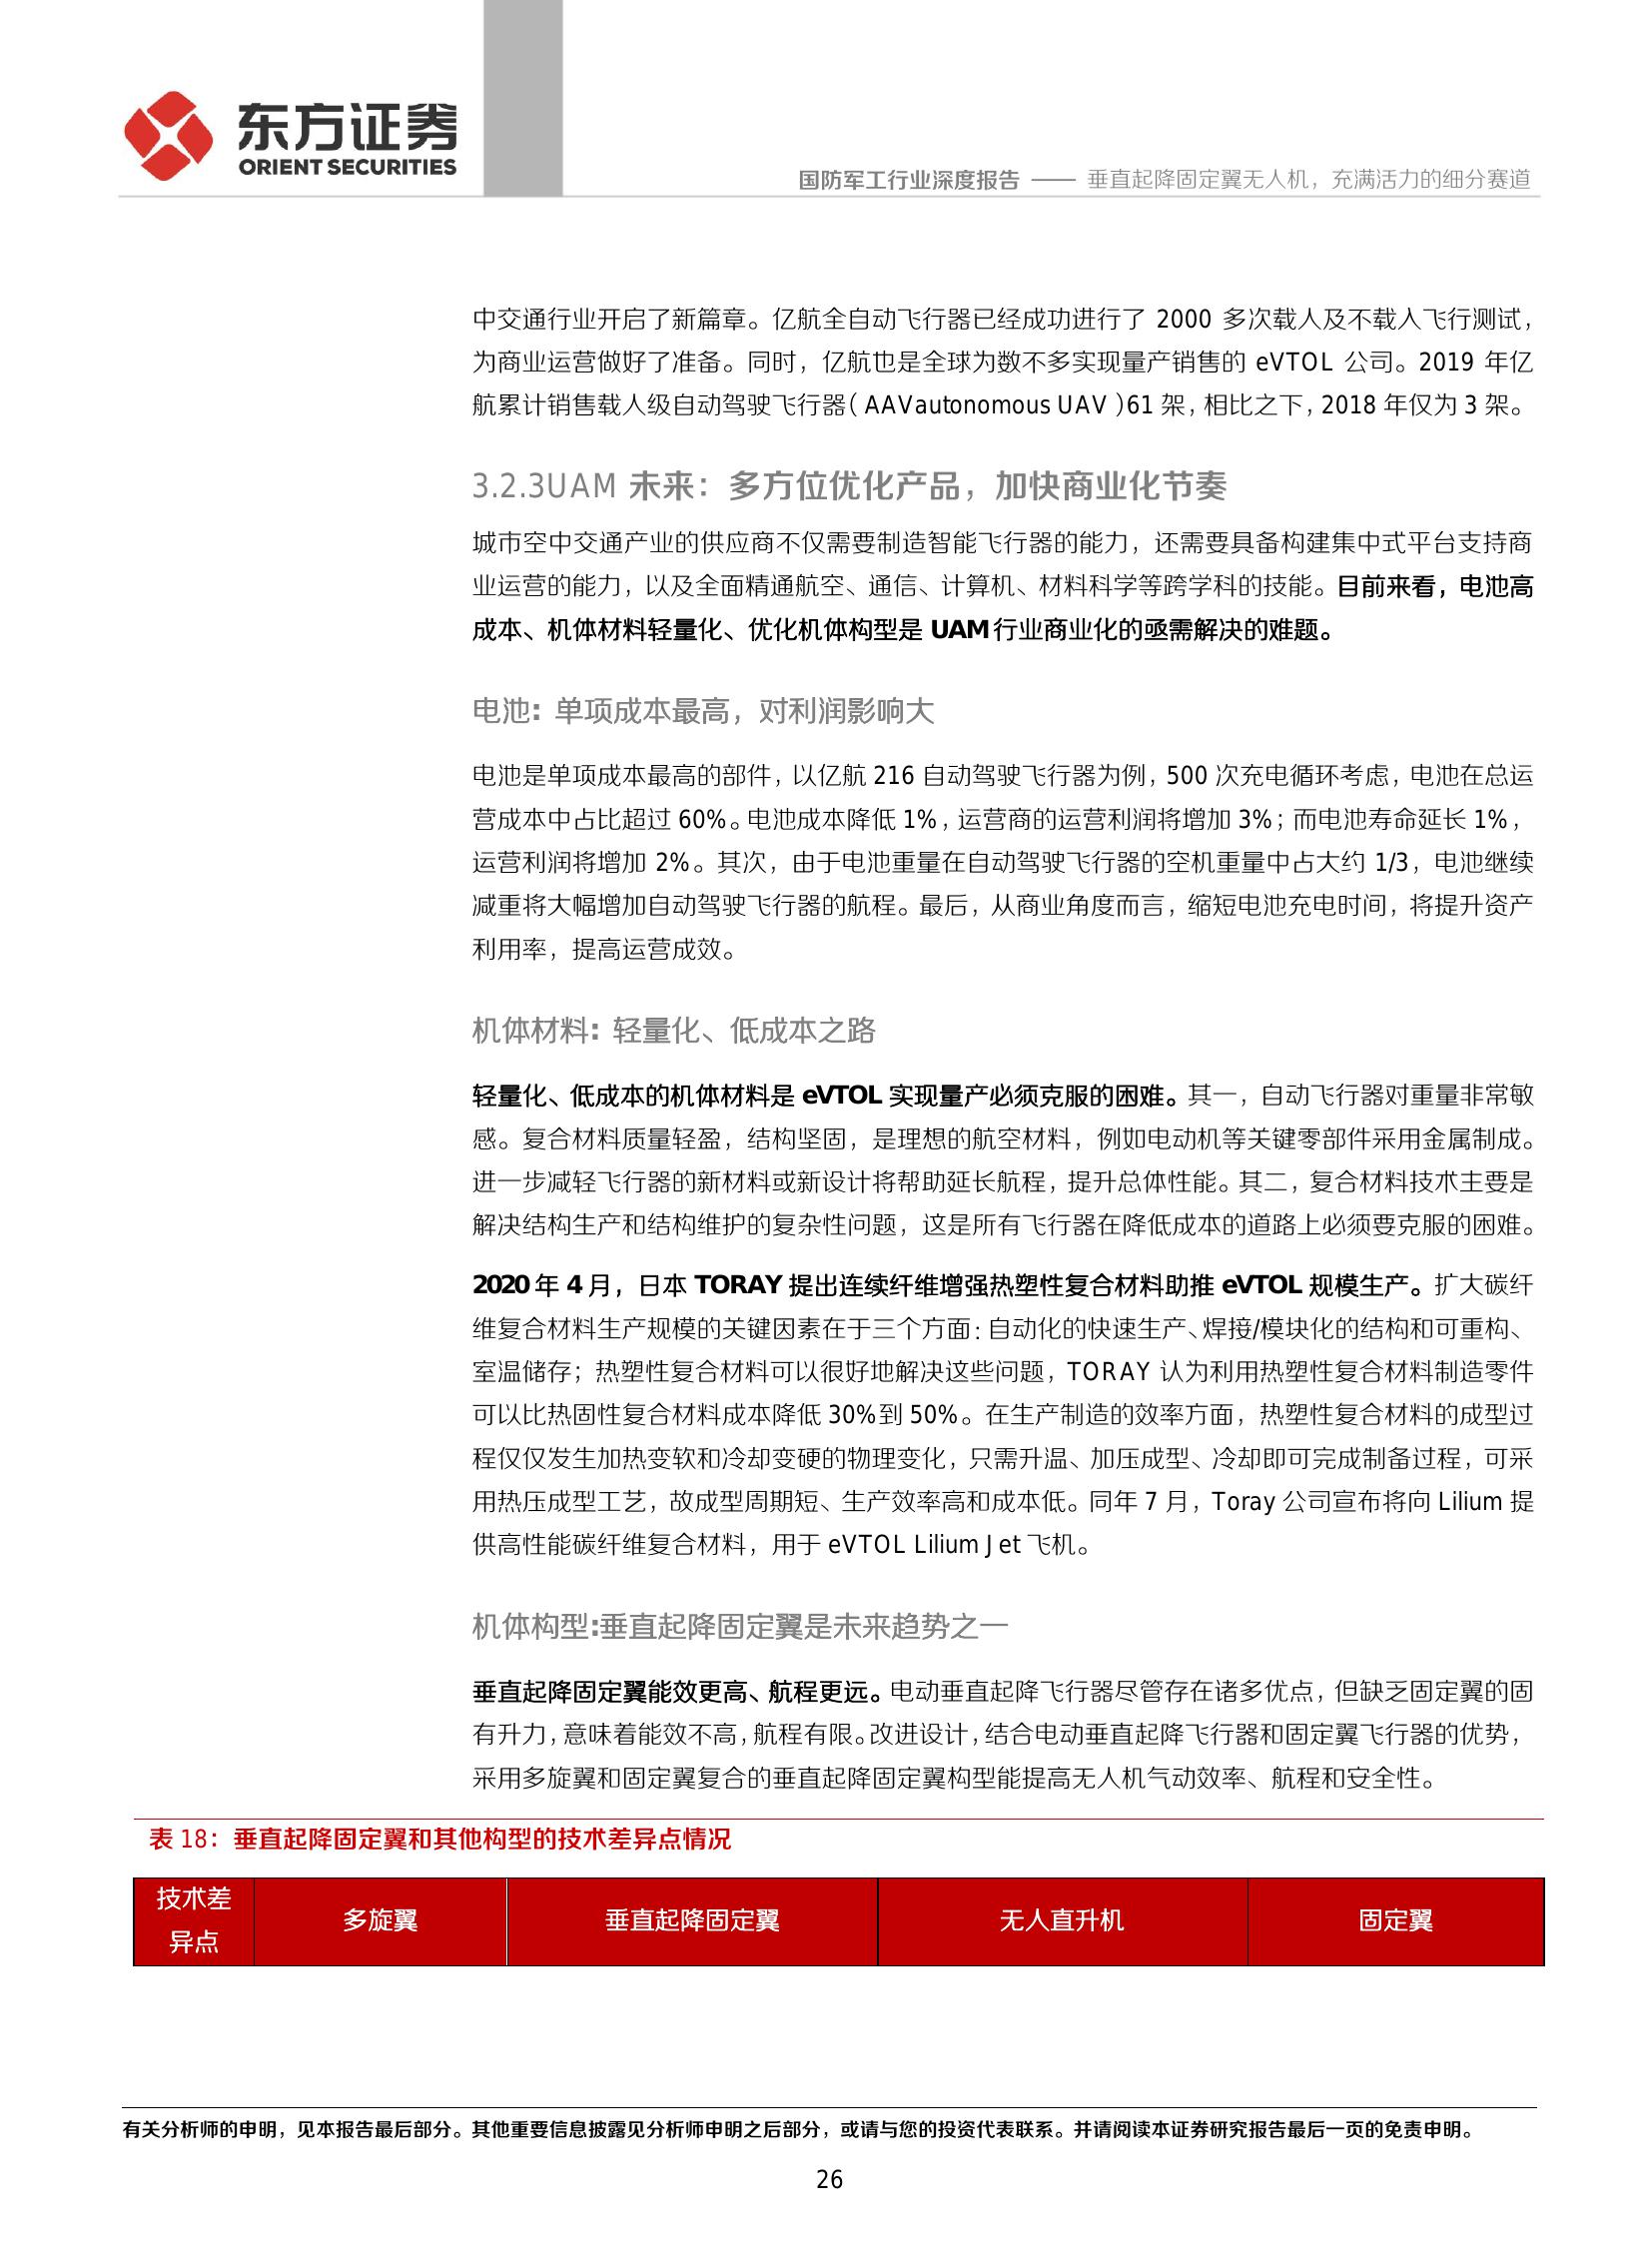 东方证券
ORIENT SECURITIES
国防军工行业深度报告 —— 垂直起降固定翼无人机，充满活力的细分赛道
中交通行业开启了新篇章。亿航全自动飞行器已经成功进行了 2000 多次载人及不载人飞行测试，
为商业运营做好了准备。同时，亿航也是全球为数不多实现量产销售的 eVTOL 公司。2019 年亿
航累计销售载人级自动驾驶飞行器（AAVautonomous UAV）61 架，相比之下，2018 年仅为 3 架。
3.2.3UAM 未来：多方位优化产品，加快商业化节奏
城市空中交通产业的供应商不仅需要制造智能飞行器的能力，还需要具备构建集中式平台支持商
业运营的能力，以及全面精通航空、通信、计算机、材料科学等跨学科的技能。目前来看，电池高
成本、机体材料轻量化、优化机体构型是 UAM 行业商业化的亟需解决的难题。
电池：单项成本最高，对利润影响大
电池是单项成本最高的部件，以亿航 216 自动驾驶飞行器为例，500 次充电循环考虑，电池在总运
营成本中占比超过 60%。电池成本降低 1%，运营商的运营利润将增加 3%；而电池寿命延长 1%，
运营利润将增加 2%。其次，由于电池重量在自动驾驶飞行器的空机重量中占大约 1/3，电池继续
减重将大幅增加自动驾驶飞行器的航程。最后，从商业角度而言，缩短电池充电时间，将提升资产
利用率，提高运营成效。
机体材料：轻量化、低成本之路
轻量化、低成本的机体材料是 eVTOL 实现量产必须克服的困难。其一，自动飞行器对重量非常敏
感。复合材料质量轻盈，结构坚固，是理想的航空材料，例如电动机等关键零部件采用金属制成。
进一步减轻飞行器的新材料或新设计将帮助延长航程，提升总体性能。其二，复合材料技术主要是
解决结构生产和结构维护的复杂性问题，这是所有飞行器在降低成本的道路上必须要克服的困难。
2020 年 4 月，日本 TORAY 提出连续纤维增强热塑性复合材料助推 eVTOL 规模生产。扩大碳纤
维复合材料生产规模的关键因素在于三个方面：自动化的快速生产、焊接/模块化的结构和可重构、
室温储存；热塑性复合材料可以很好地解决这些问题，TORAY 认为利用热塑性复合材料制造零件
可以比热固性复合材料成本降低 30%到 50%。在生产制造的效率方面，热塑性复合材料的成型过
程仅仅发生加热变软和冷却变硬的物理变化，只需升温、加压成型、冷却即可完成制备过程，可采
用热压成型工艺，故成型周期短、生产效率高和成本低。同年 7 月，Toray 公司宣布将向 Lilium 提
供高性能碳纤维复合材料，用于 eVTOL Lilium Jet 飞机。
机体构型:垂直起降固定翼是未来趋势之一
垂直起降固定翼能效更高、航程更远。电动垂直起降飞行器尽管存在诸多优点，但缺乏固定翼的固
有升力，意味着能效不高，航程有限。改进设计，结合电动垂直起降飞行器和固定翼飞行器的优势，
采用多旋翼和固定翼复合的垂直起降固定翼构型能提高无人机气动效率、航程和安全性。
表 18：垂直起降固定翼和其他构型的技术差异点情况
技术差
异点
多旋翼
垂直起降固定翼
无人直升机
固定翼
有关分析师的申明，见本报告最后部分。其他重要信息披露见分析师申明之后部分，或请与您的投资代表联系。并请阅读本证券研究报告最后一页的免责申明。
26